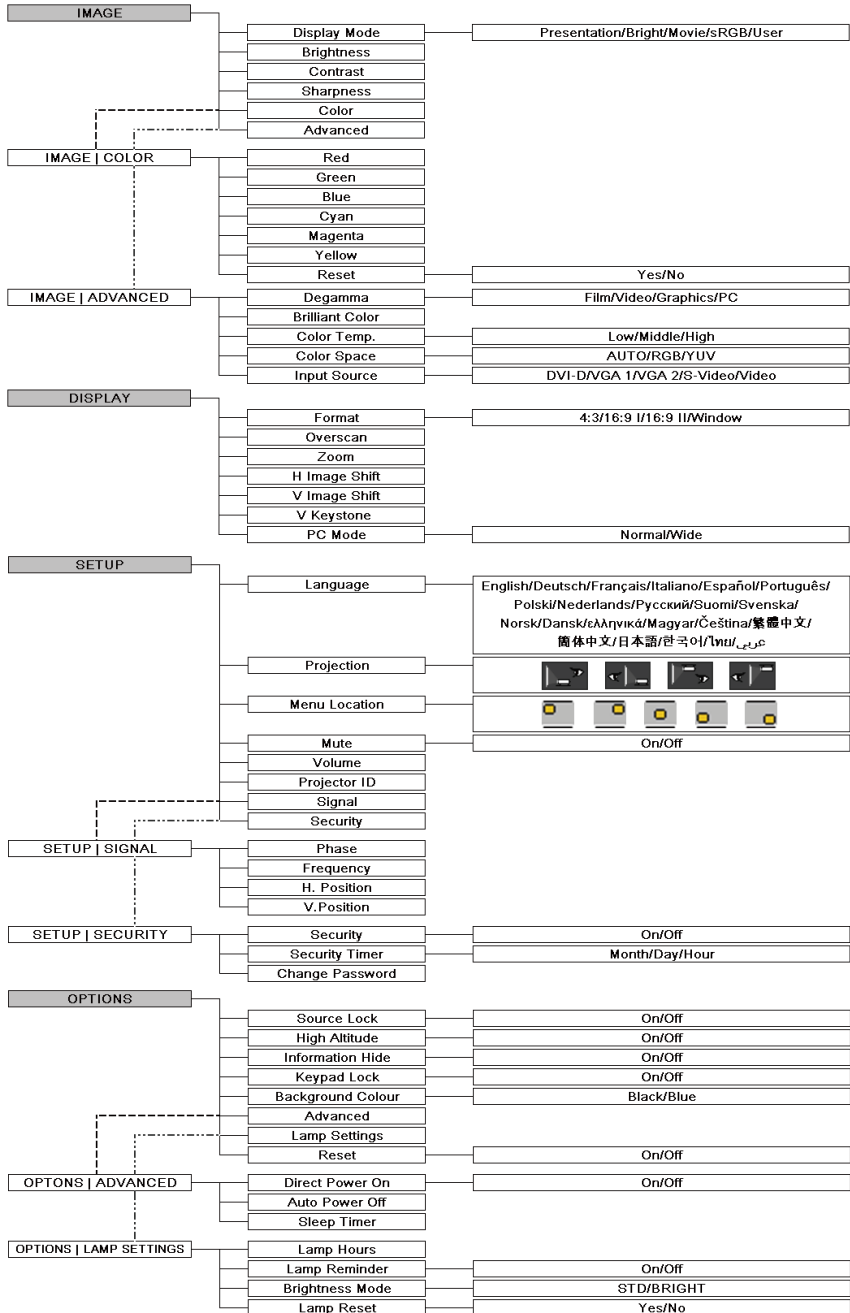 IMAGE
Display Mode Presentation/Bright/Movie/sRGB/User
Brightness
Contrast
Sharpness
Color
Advanced
IMAGE | COLOR Red
Green
Blue
Cyan
Magenta
Yellow
Reset Yes/No
IMAGE | ADVANCED Degamma Film/Video/Graphics/PC
Brilliant Color
Color Temp. Low/Middle/High
Color Space AUTO/RGB/YUV
Input Source DVI-D/VGA 1/VGA 2/S-Video/Video
DISPLAY
Format 4:3/16:9 I/16:9 II/Window
Overscan
Zoom
H Image Shift
V Image Shift
V Keystone
PC Mode Normal/Wide
SETUP
Language English/Deutsch/Français/Italiano/Español/Português/
Polski/Nederlands/Русский/Suomi/Svenska/
Norsk/Dansk/ελληνικά/Magyar/Čeština/繁體中文/
简体中文/日本語/한국어/ไทย/عربي
Projection
Menu Location
Mute On/Off
Volume
Projector ID
Signal
Security
SETUP | SIGNAL Phase
Frequency
H. Position
V.Position
SETUP | SECURITY Security On/Off
Security Timer Month/Day/Hour
Change Password
OPTIONS
Source Lock On/Off
High Altitude On/Off
Information Hide On/Off
Keypad Lock On/Off
Background Colour Black/Blue
Advanced
Lamp Settings
Reset On/Off
OPTONS | ADVANCED Direct Power On On/Off
Auto Power Off
Sleep Timer
OPTIONS | LAMP SETTINGS Lamp Hours
Lamp Reminder On/Off
Brightness Mode STD/BRIGHT
Lamp Reset Yes/No